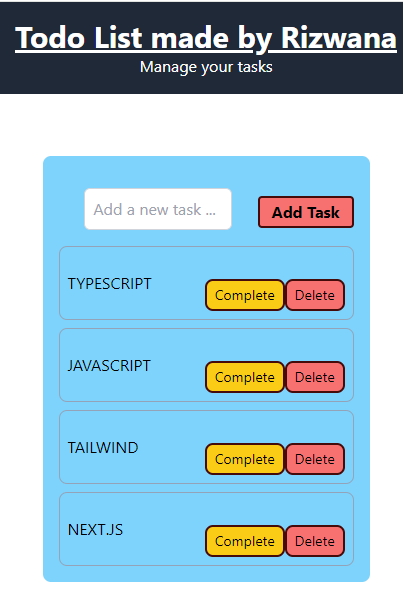 Todo List made by Rizwana
Manage your tasks
Add a new task ... Add Task
TYPESCRIPT Complete Delete
JAVASCRIPT Complete Delete
TAILWIND Complete Delete
NEXT.JS Complete Delete